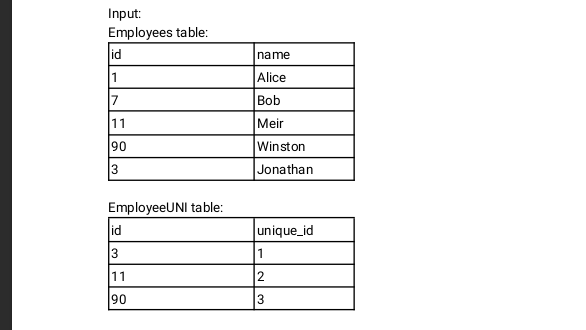 Input:
Employees table:
id name
1 Alice
7 Bob
11 Meir
90 Winston
3 Jonathan
EmployeeUNI table:
id unique_id
3 1
11 2
90 3